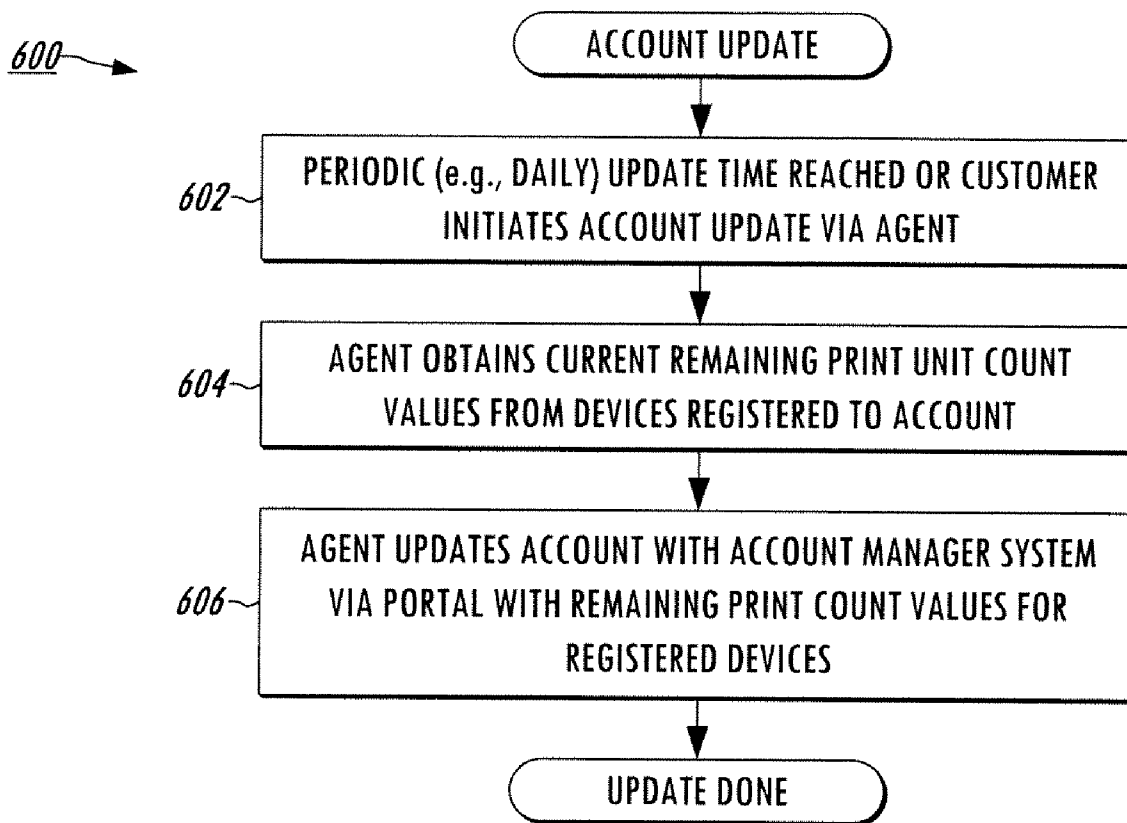 600
ACCOUNT UPDATE
602
PERIODIC (e.g., DAILY) UPDATE TIME REACHED OR CUSTOMER
INITIATES ACCOUNT UPDATE VIA AGENT
604
AGENT OBTAINS CURRENT REMAINING PRINT UNIT COUNT
VALUES FROM DEVICES REGISTERED TO ACCOUNT
606
AGENT UPDATES ACCOUNT WITH ACCOUNT MANAGER SYSTEM
VIA PORTAL WITH REMAINING PRINT COUNT VALUES FOR
REGISTERED DEVICES
UPDATE DONE